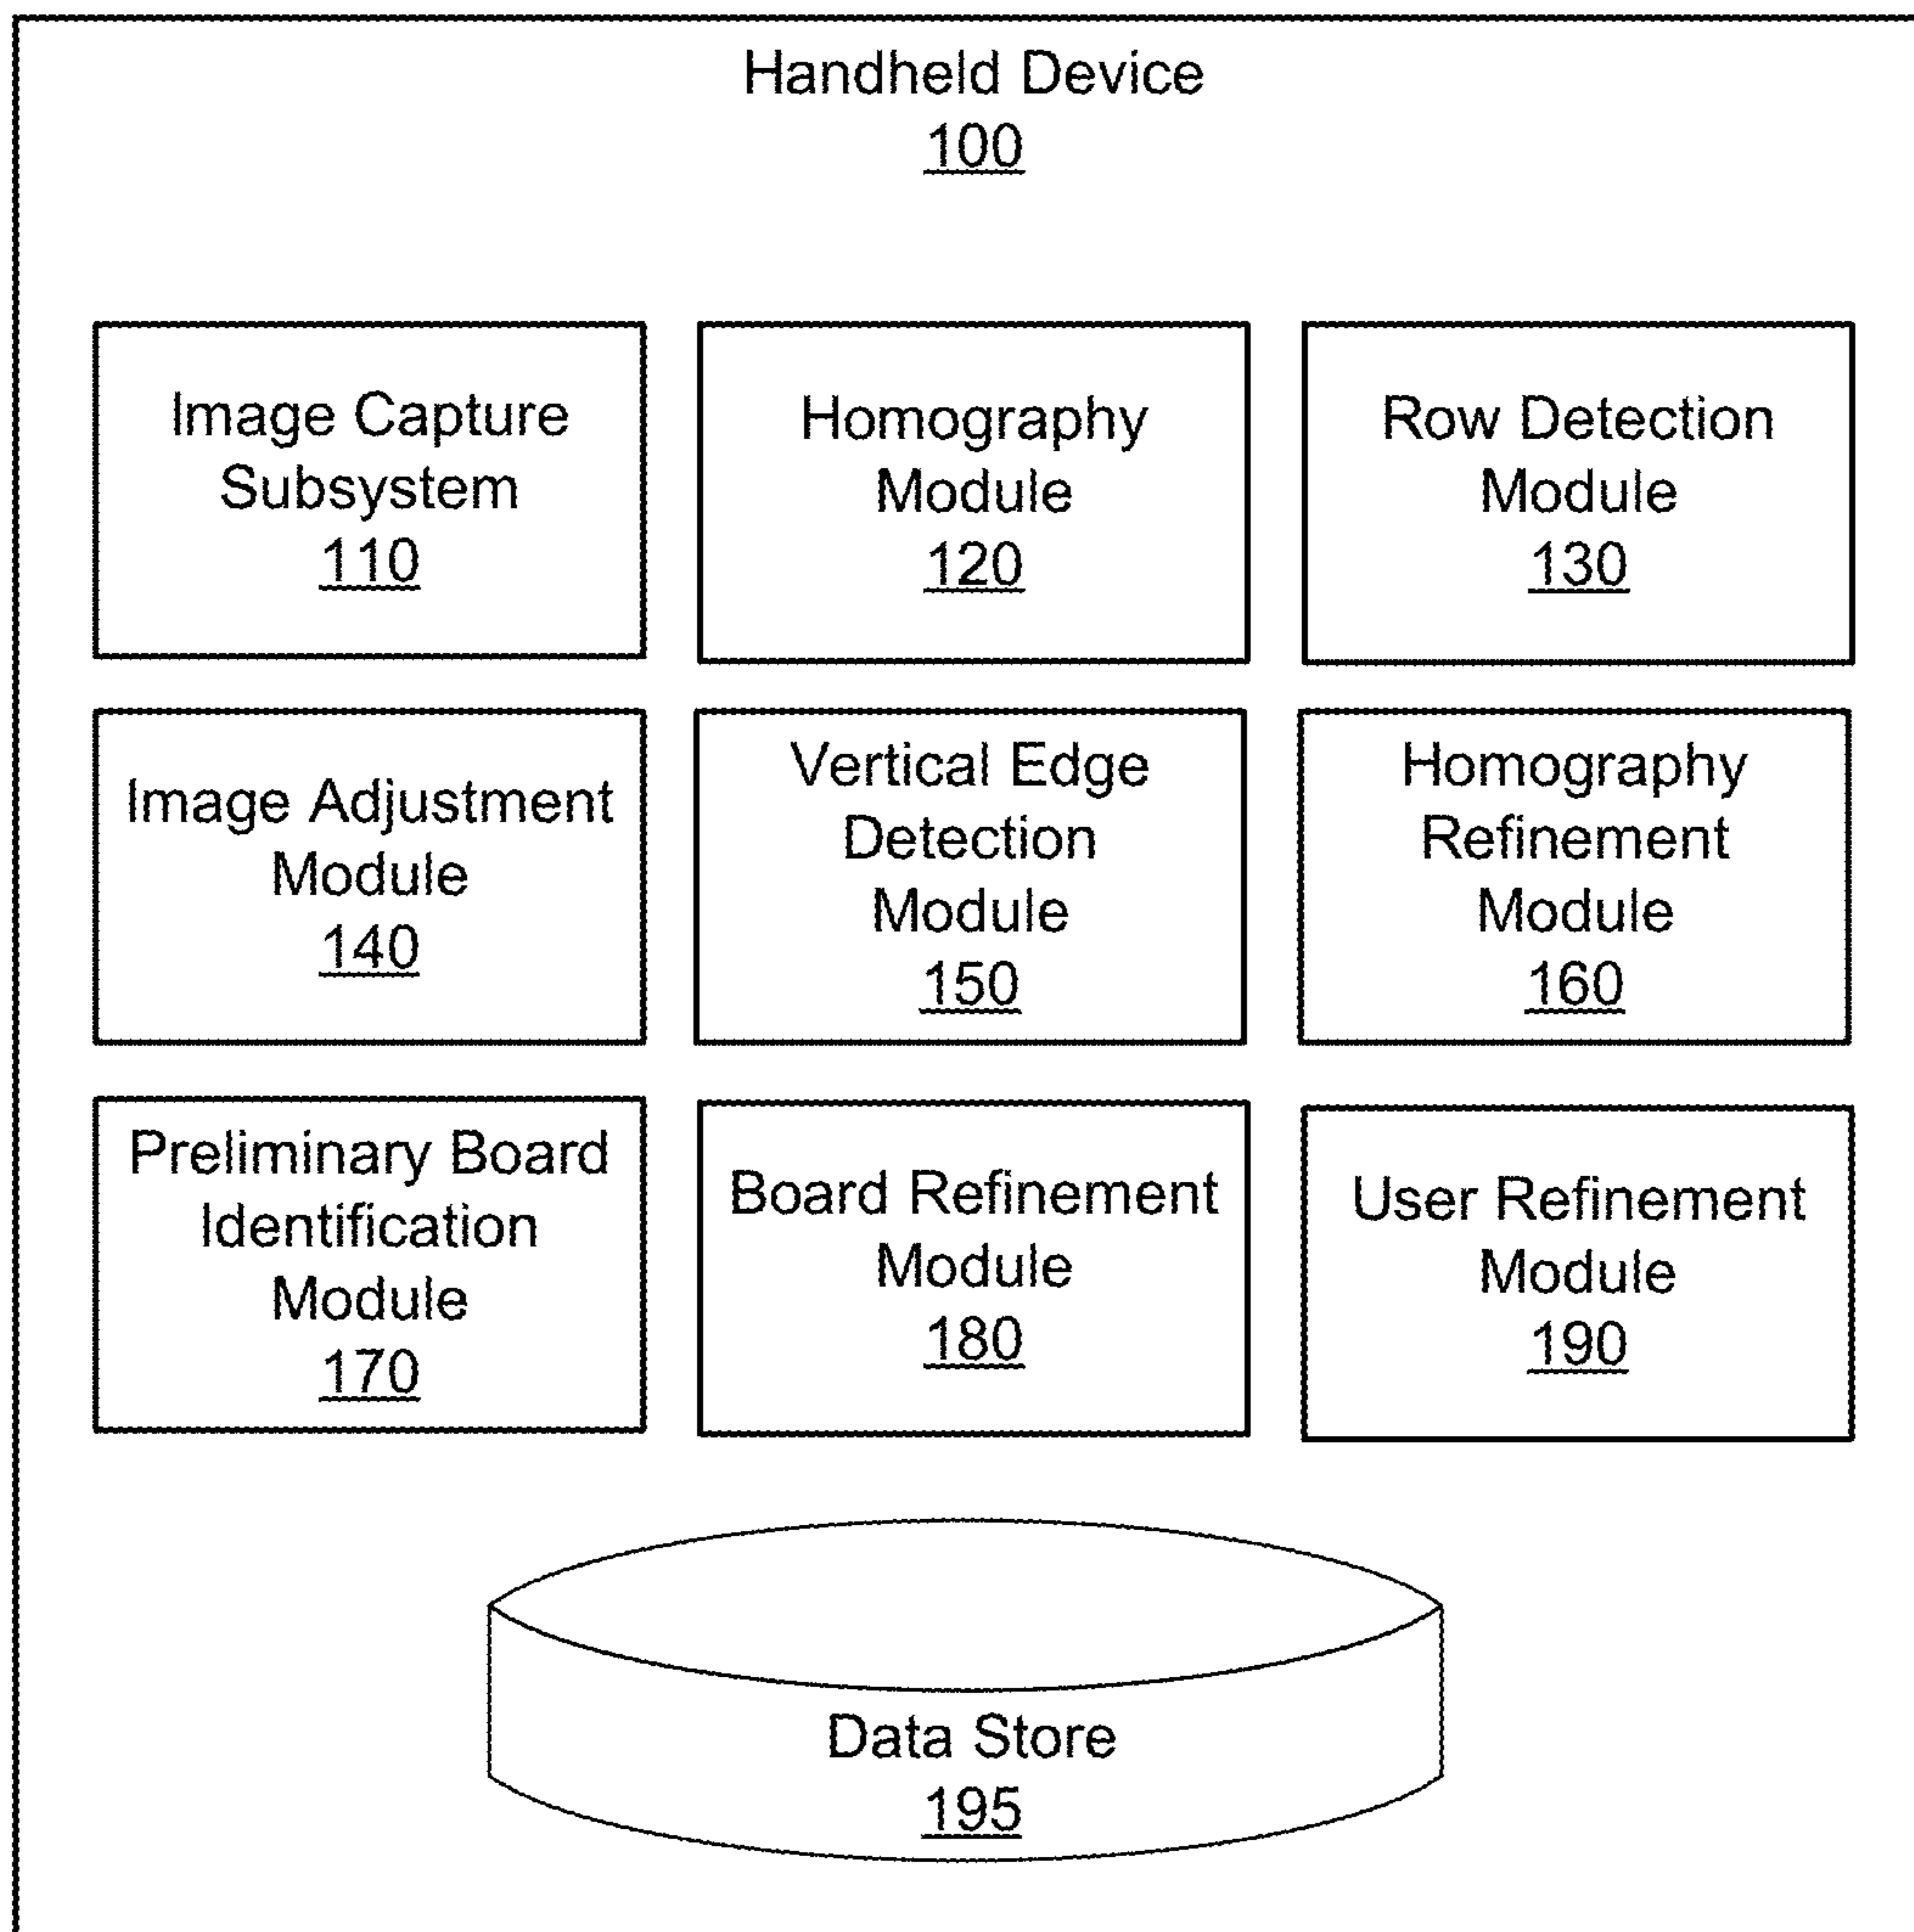 Handheld Device
100
Image Capture
Subsystem
110
Homography
Module
120
Row Detection
Module
130
Image Adjustment
Module
140
Vertical Edge
Detection
Module
150
Homography
Refinement
Module
160
Preliminary Board
Identification
Module
170
Board Refinement
Module
180
User Refinement
Module
190
Data Store
195